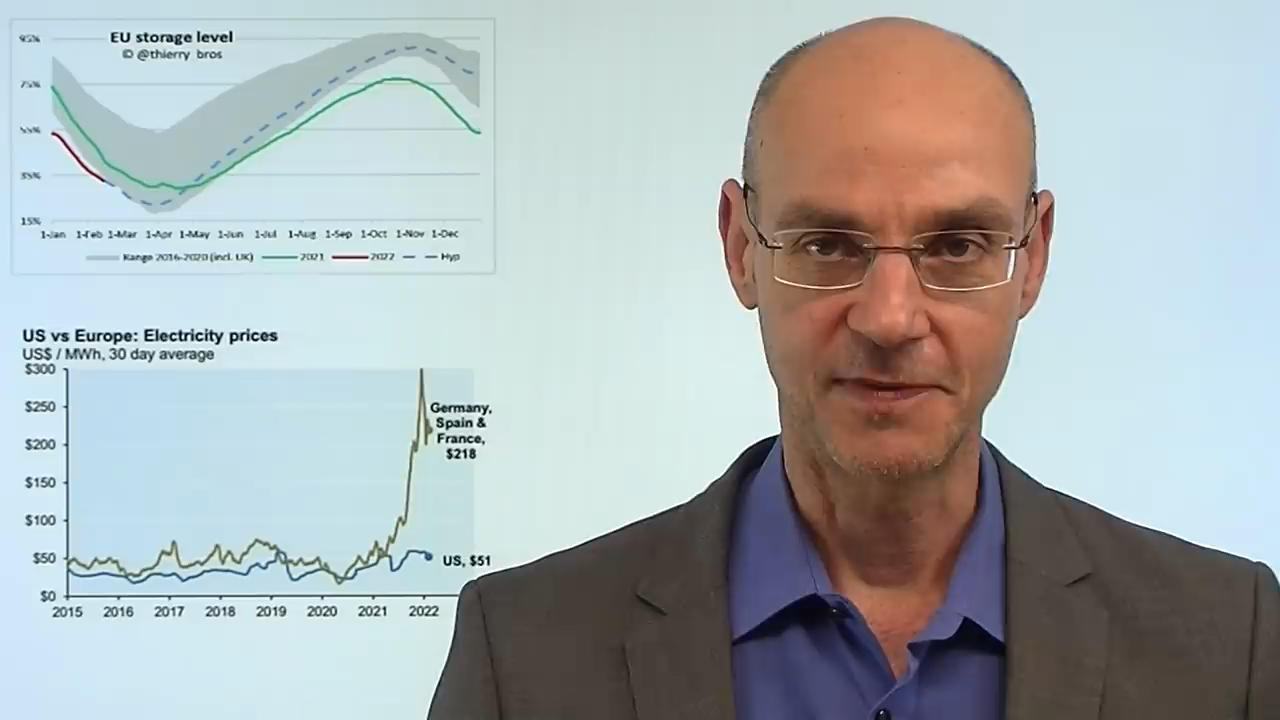 EU storage level
© @thierry_bros
95%
75%
55%
35%
15%
1-Jan 1-Feb 1-Mar 1-Apr 1-May 1-Jun 1-Jul 1-Aug 1-Sep 1-Oct 1-Nov 1-Dec
Range 2016-2020 (incl. UK) 2021 2022 Hyp
US vs Europe: Electricity prices
US$ / MWh, 30 day average
$300
$250
$200
$150
$100
$50
$0
Germany,
Spain &
France,
$218
US, $51
2015 2016 2017 2018 2019 2020 2021 2022